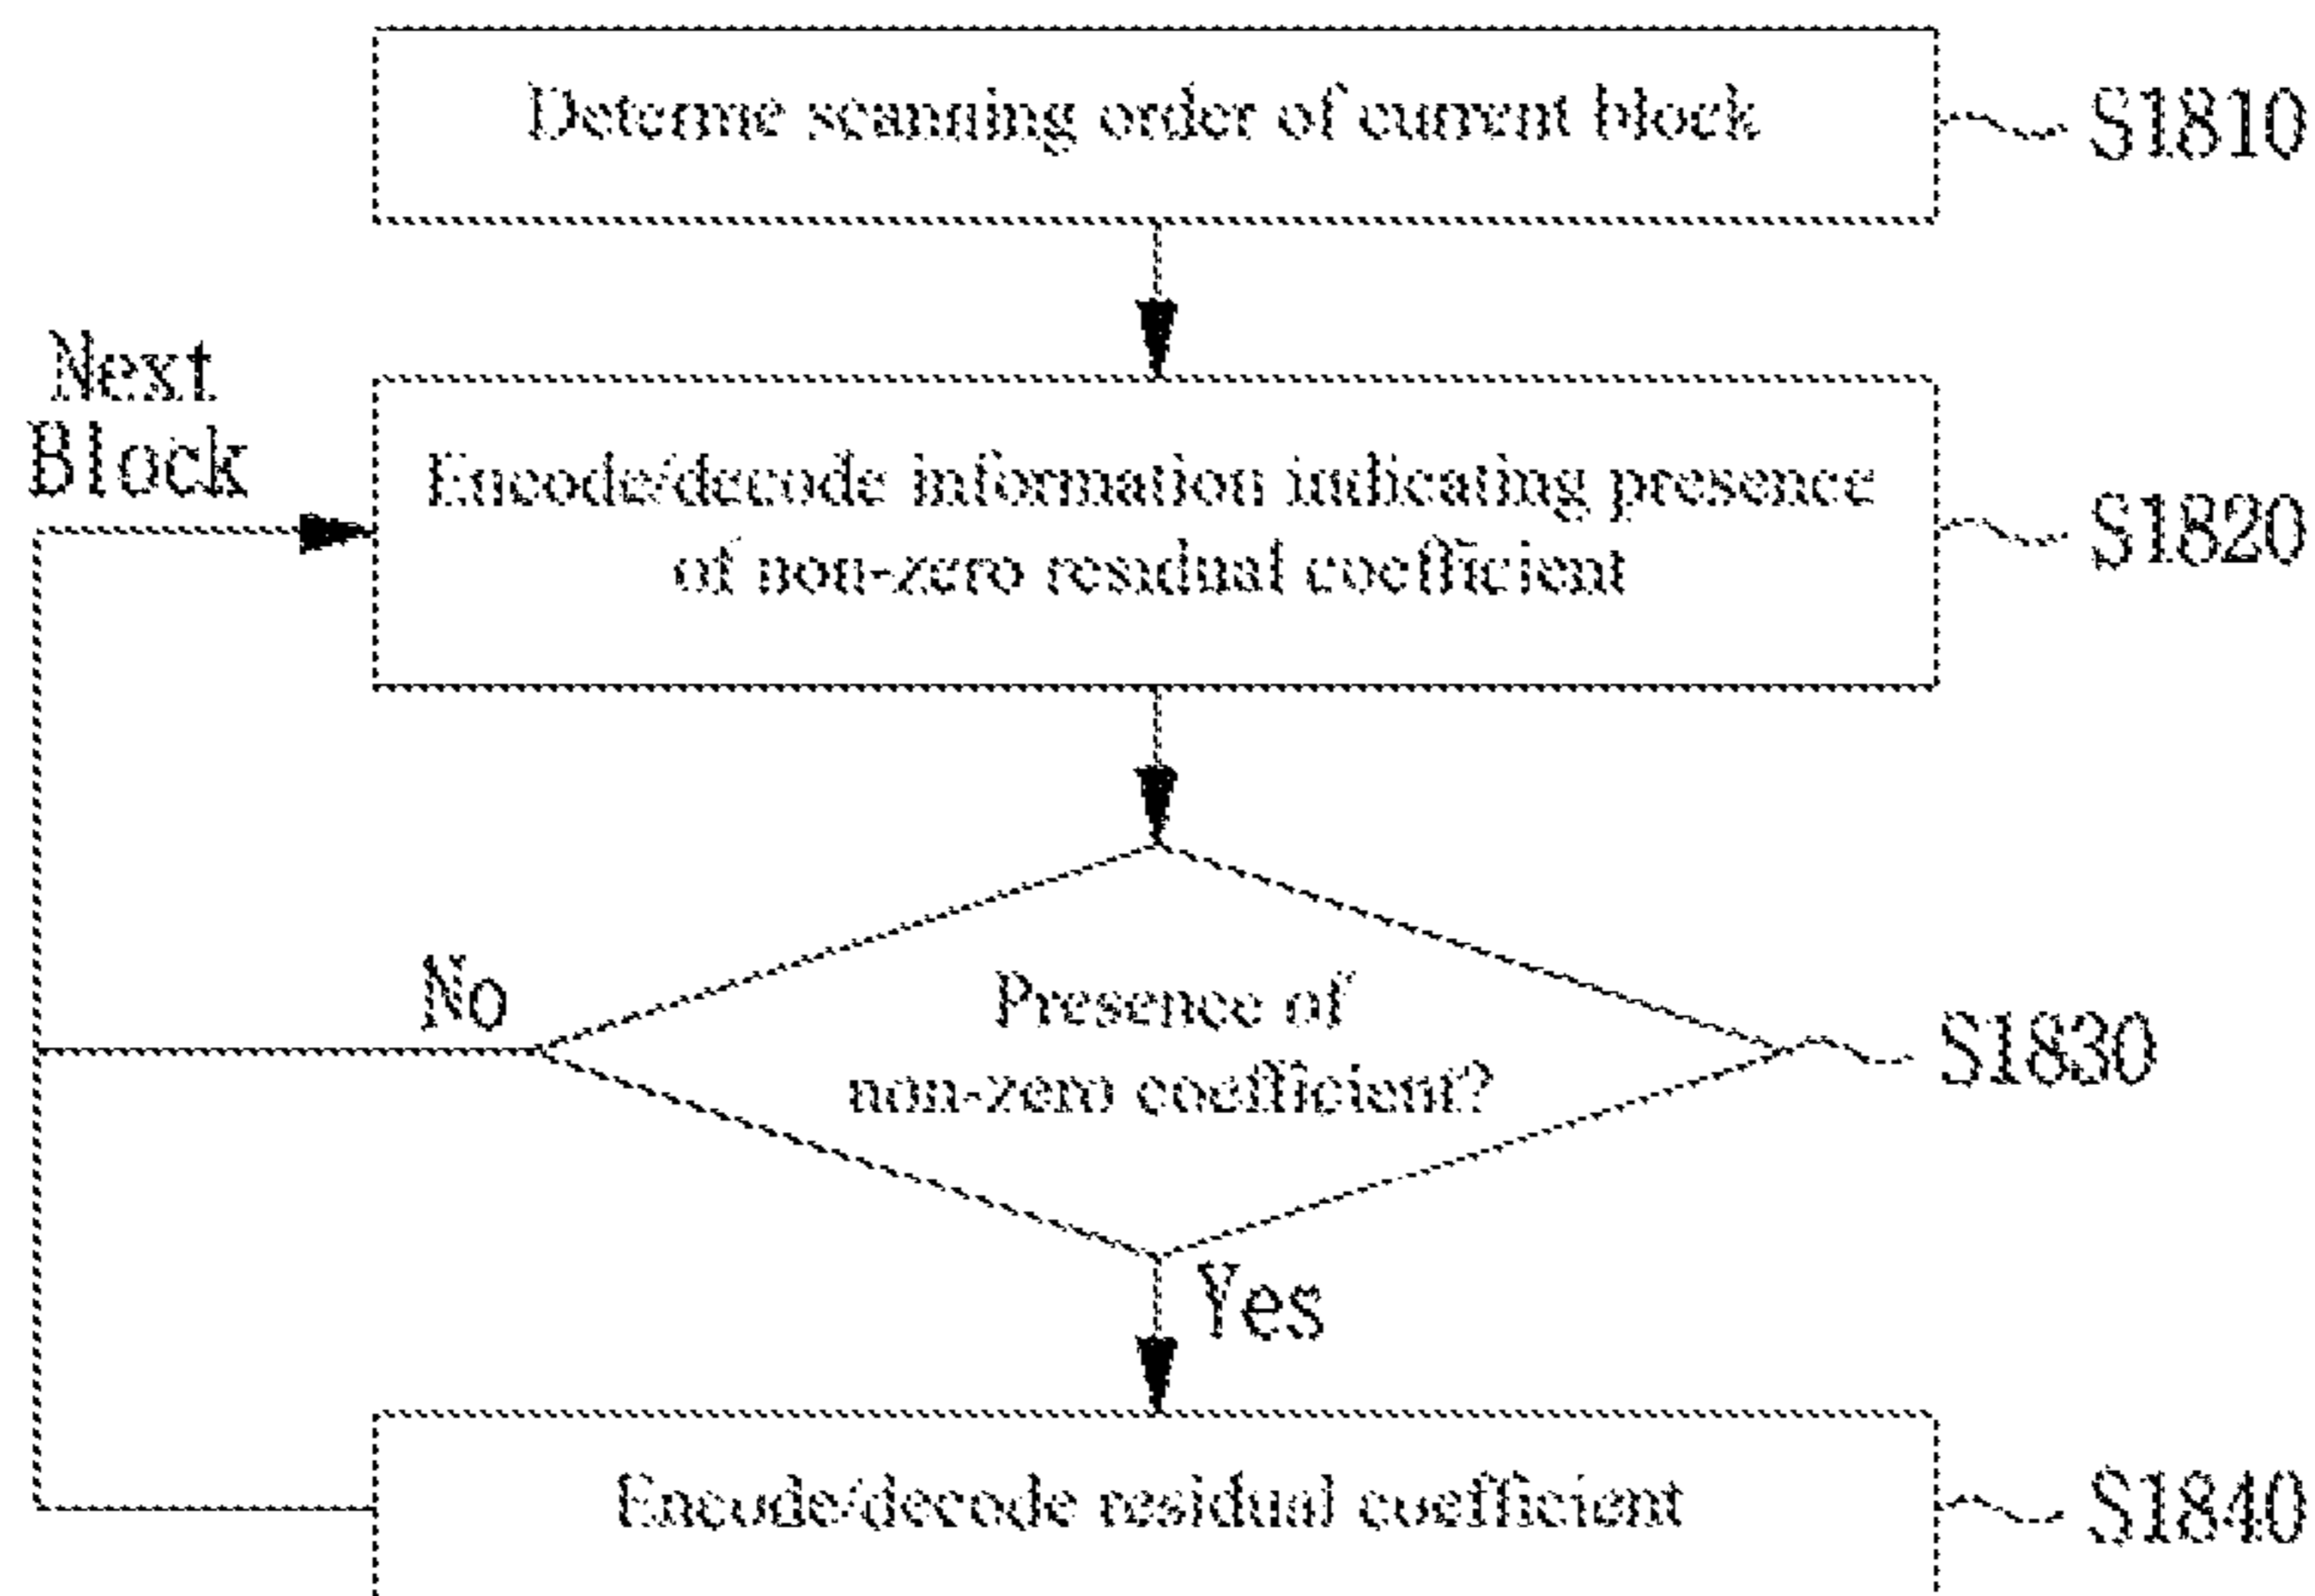 Determe scanning order of current block
S1810
Next
Block
Encode/decode information indicating presence
of non-zero residual coefficient
S1820
No
Presence of
non-zero coefficient?
S1830
Yes
Encode/decode residual coefficient
S1840